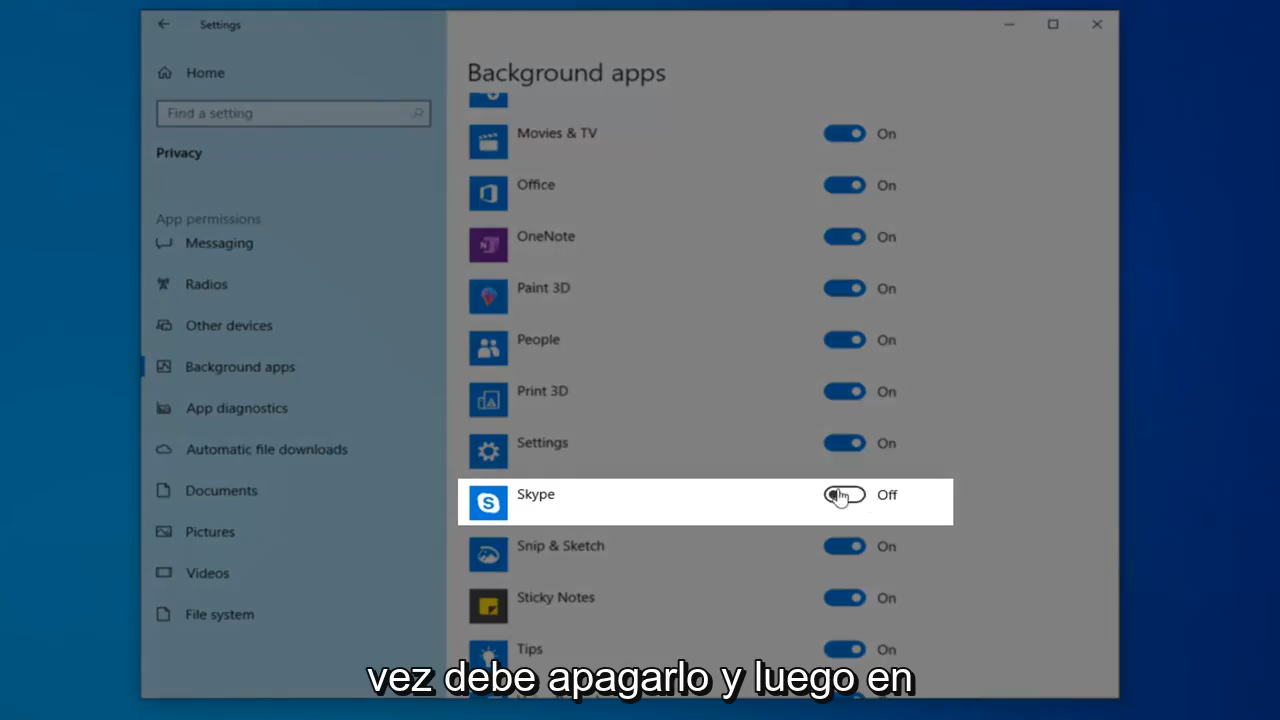 Settings
Home
Find a setting
Privacy
App permissions
Messaging
Radios
Other devices
Background apps
App diagnostics
Automatic file downloads
Documents
Pictures
Videos
File system
Background apps
Movies & TV On
Office On
OneNote On
Paint 3D On
People On
Print 3D On
Settings On
Skype Off
Snip & Sketch On
Sticky Notes On
Tips On
vez debe apagarlo y luego en